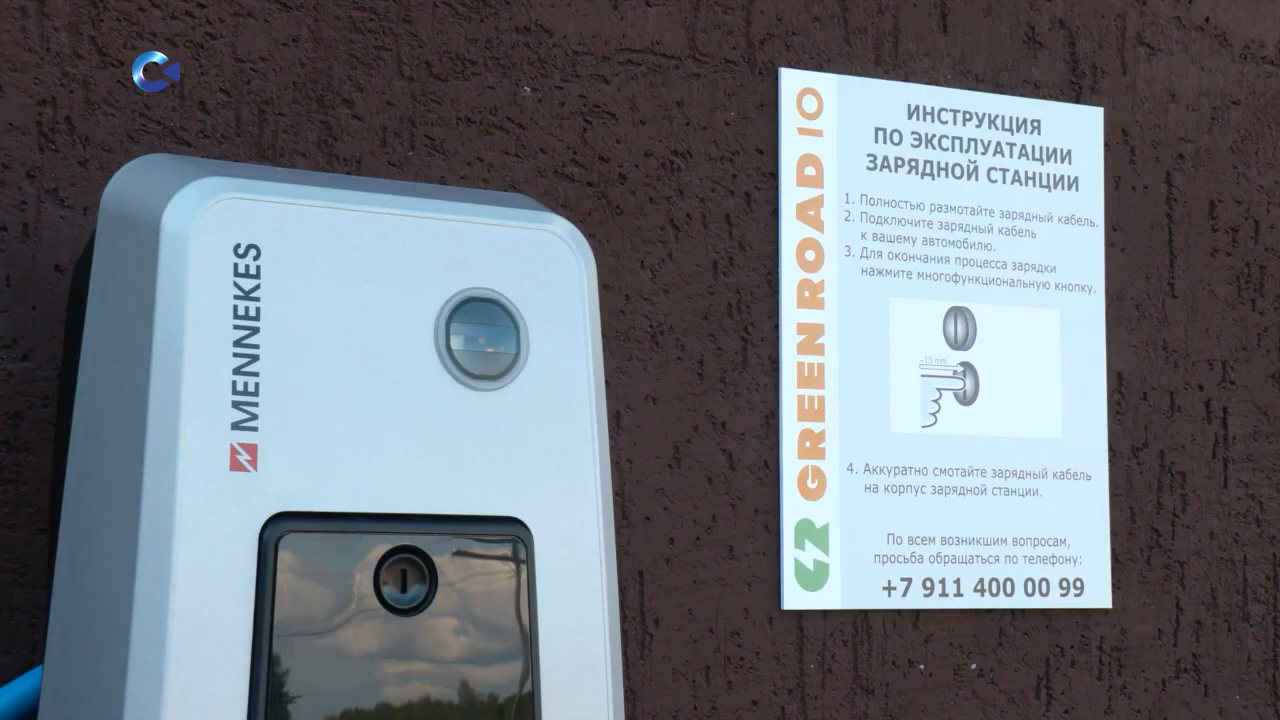 MENNEKES
GREEN ROAD IO
ИНСТРУКЦИЯ
ПО ЭКСПЛУАТАЦИИ
ЗАРЯДНОЙ СТАНЦИИ
1. Полностью размотайте зарядный кабель.
2. Подключите зарядный кабель
к вашему автомобилю.
3. Для окончания процесса зарядки
нажмите многофункциональную кнопку.
~10 mm
4. Аккуратно смотайте зарядный кабель
на корпус зарядной станции.
По всем возникшим вопросам,
просьба обращаться по телефону:
+7 911 400 00 99